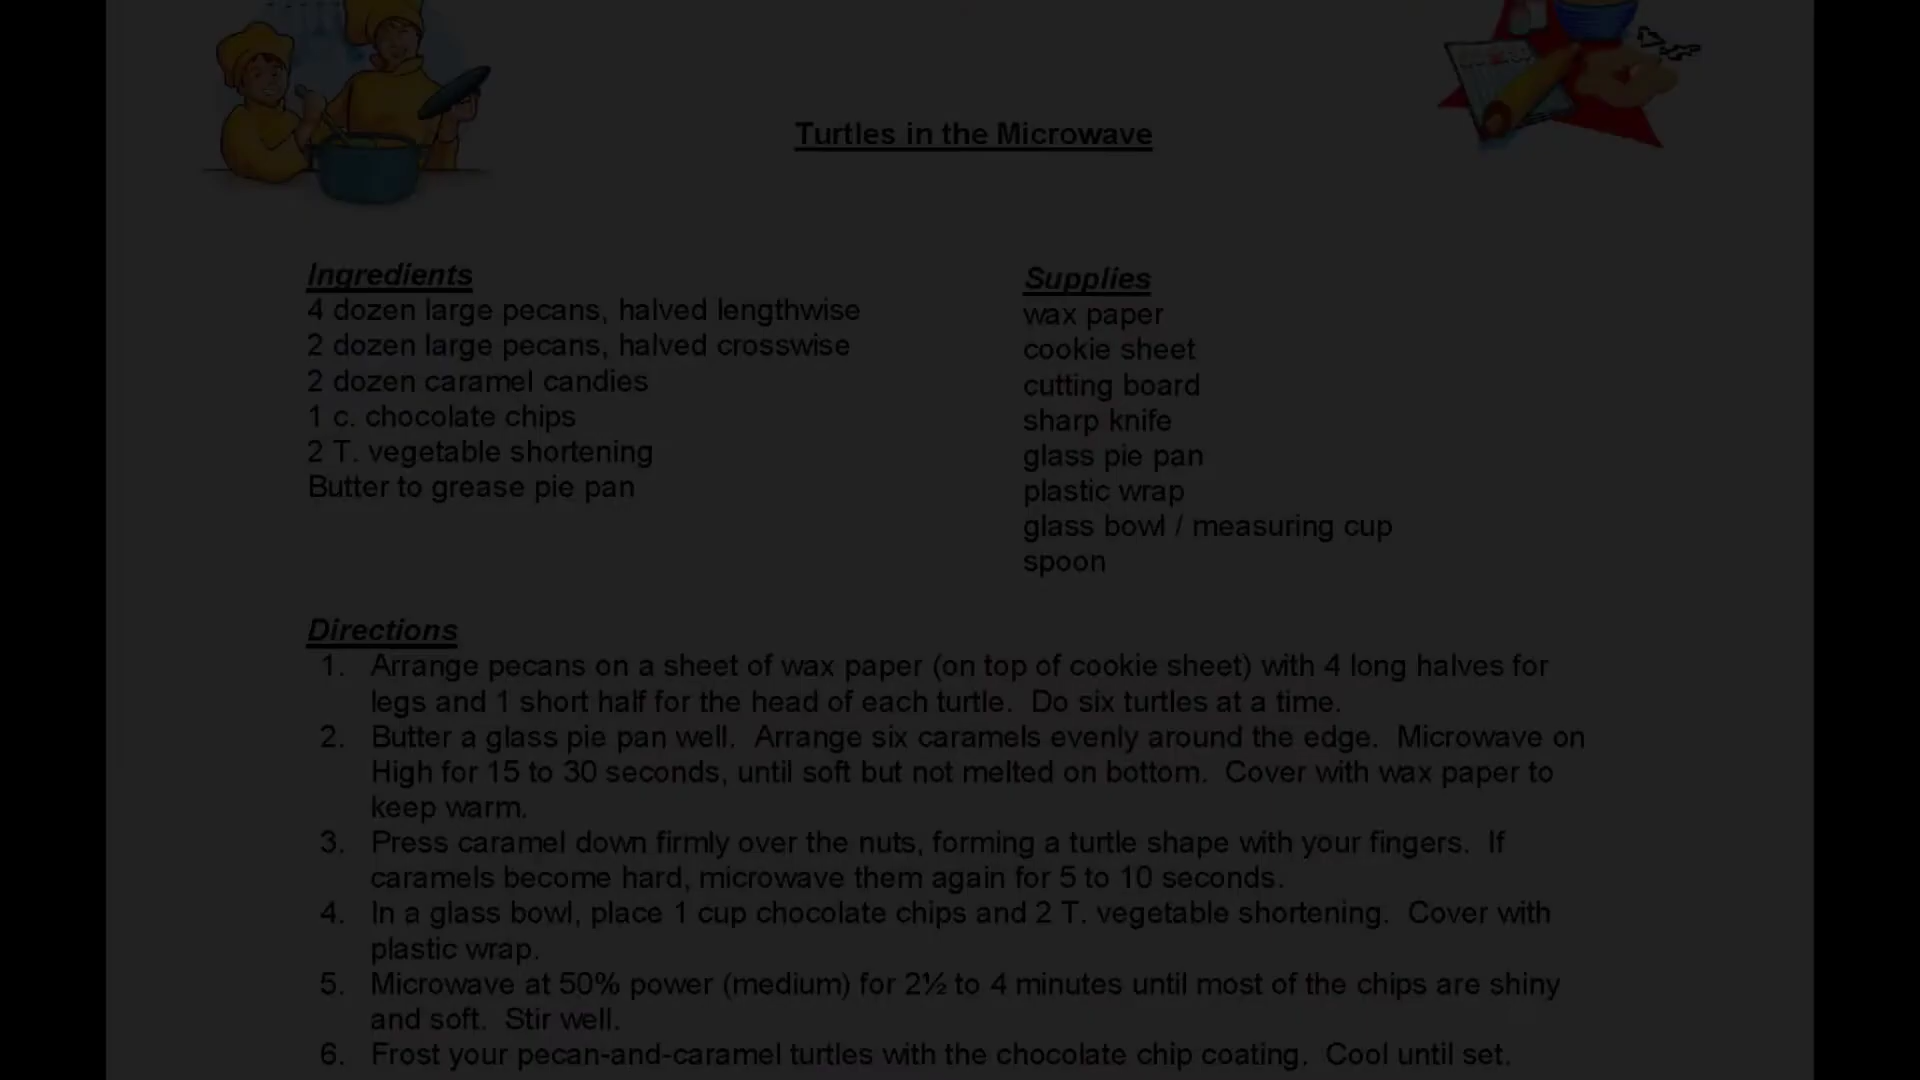 Turtles in the Microwave
Ingredients
4 dozen large pecans, halved lengthwise
2 dozen large pecans, halved crosswise
2 dozen caramel candies
1 c. chocolate chips
2 T. vegetable shortening
Butter to grease pie pan
Supplies
wax paper
cookie sheet
cutting board
sharp knife
glass pie pan
plastic wrap
glass bowl / measuring cup
spoon
Directions
1. Arrange pecans on a sheet of wax paper (on top of cookie sheet) with 4 long halves for
legs and 1 short half for the head of each turtle. Do six turtles at a time.
2. Butter a glass pie pan well. Arrange six caramels evenly around the edge. Microwave on
High for 15 to 30 seconds, until soft but not melted on bottom. Cover with wax paper to
keep warm.
3. Press caramel down firmly over the nuts, forming a turtle shape with your fingers. If
caramels become hard, microwave them again for 5 to 10 seconds.
4. In a glass bowl, place 1 cup chocolate chips and 2 T. vegetable shortening. Cover with
plastic wrap.
5. Microwave at 50% power (medium) for 2½ to 4 minutes until most of the chips are shiny
and soft. Stir well.
6. Frost your pecan-and-caramel turtles with the chocolate chip coating. Cool until set.